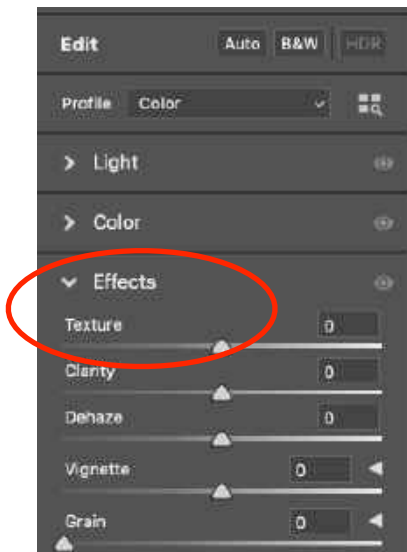 Edit Auto B&W HDR
Profile Color
Light
Color
Effects
Texture 0
Clarity 0
Dehaze 0
Vignette 0
Grain 0